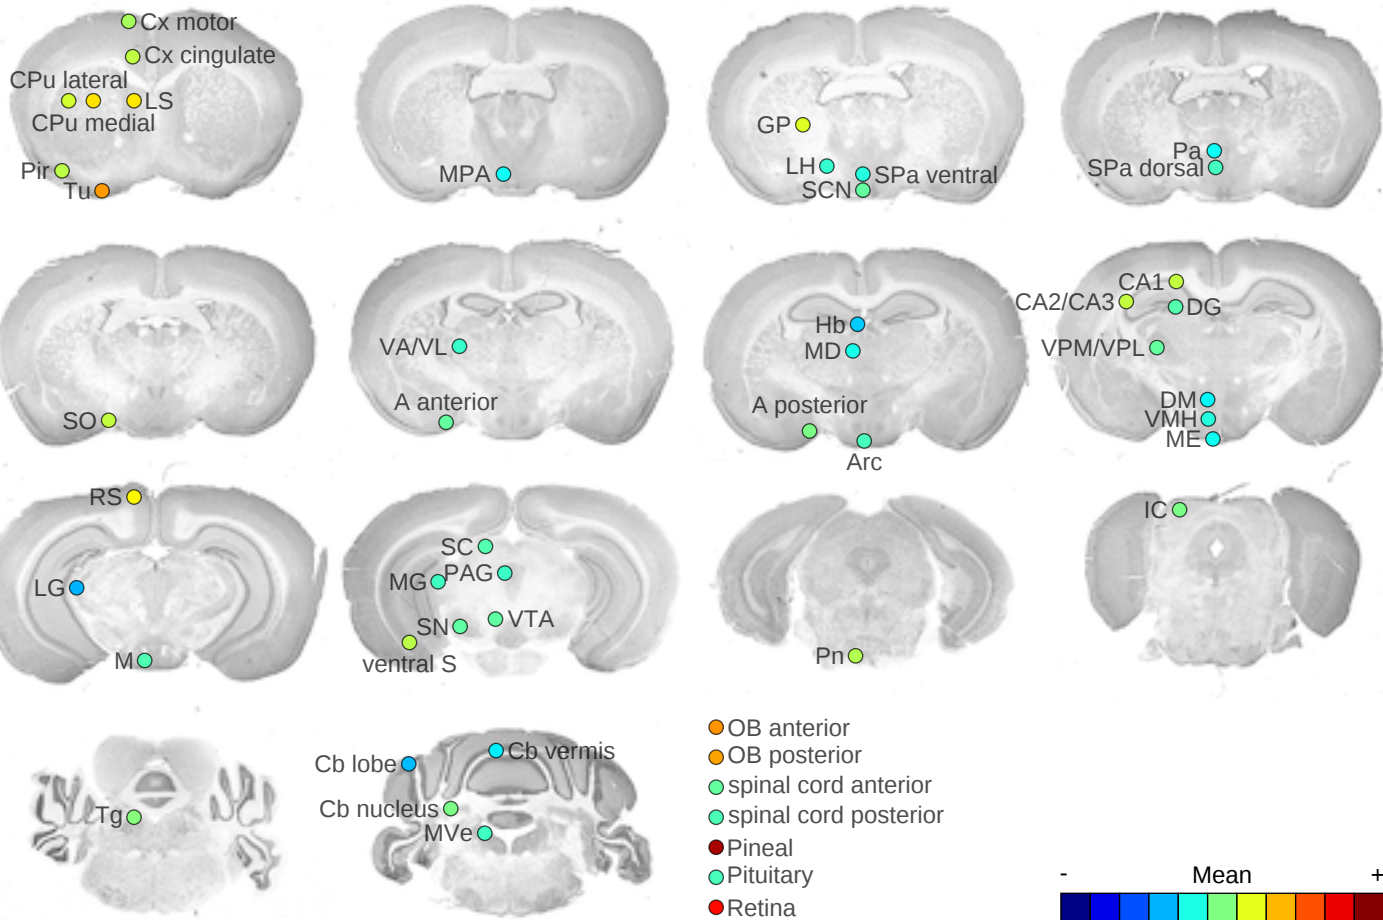 Cx motor
Cx cingulate
CPu lateral
LS
CPu medial
Pir
Tu
MPA
GP
LH
SPa ventral
SCN
Pa
SPa dorsal
SO
VA/VL
A anterior
Hb
MD
A posterior
Arc
CA1
CA2/CA3
DG
VPM/VPL
DM
VMH
ME
RS
LG
M
SC
MG
PAG
SN
VTA
ventral S
Pn
IC
Tg
Cb lobe
Cb vermis
Cb nucleus
MVe
OB anterior
OB posterior
spinal cord anterior
spinal cord posterior
Pineal
Pituitary
Retina
- Mean +